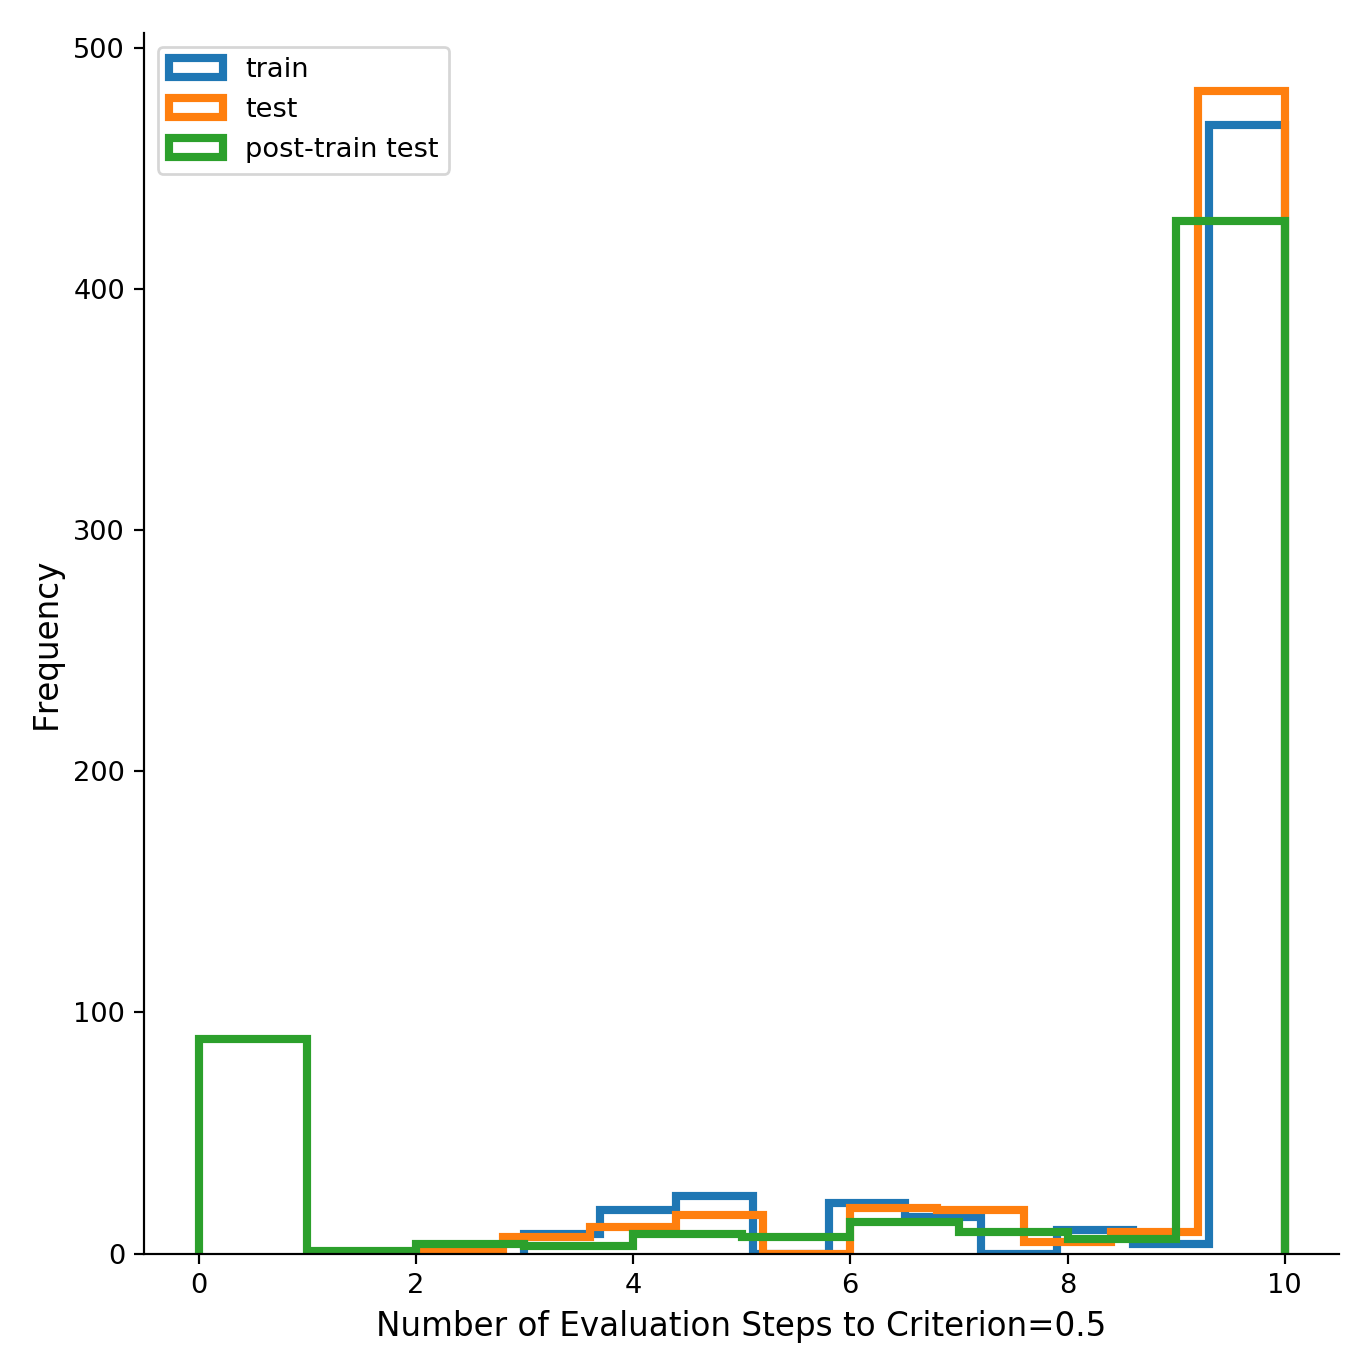 500
400
300
200
100
0
Frequency
train
test
post-train test
0 2 4 6 8 10
Number of Evaluation Steps to Criterion=0.5